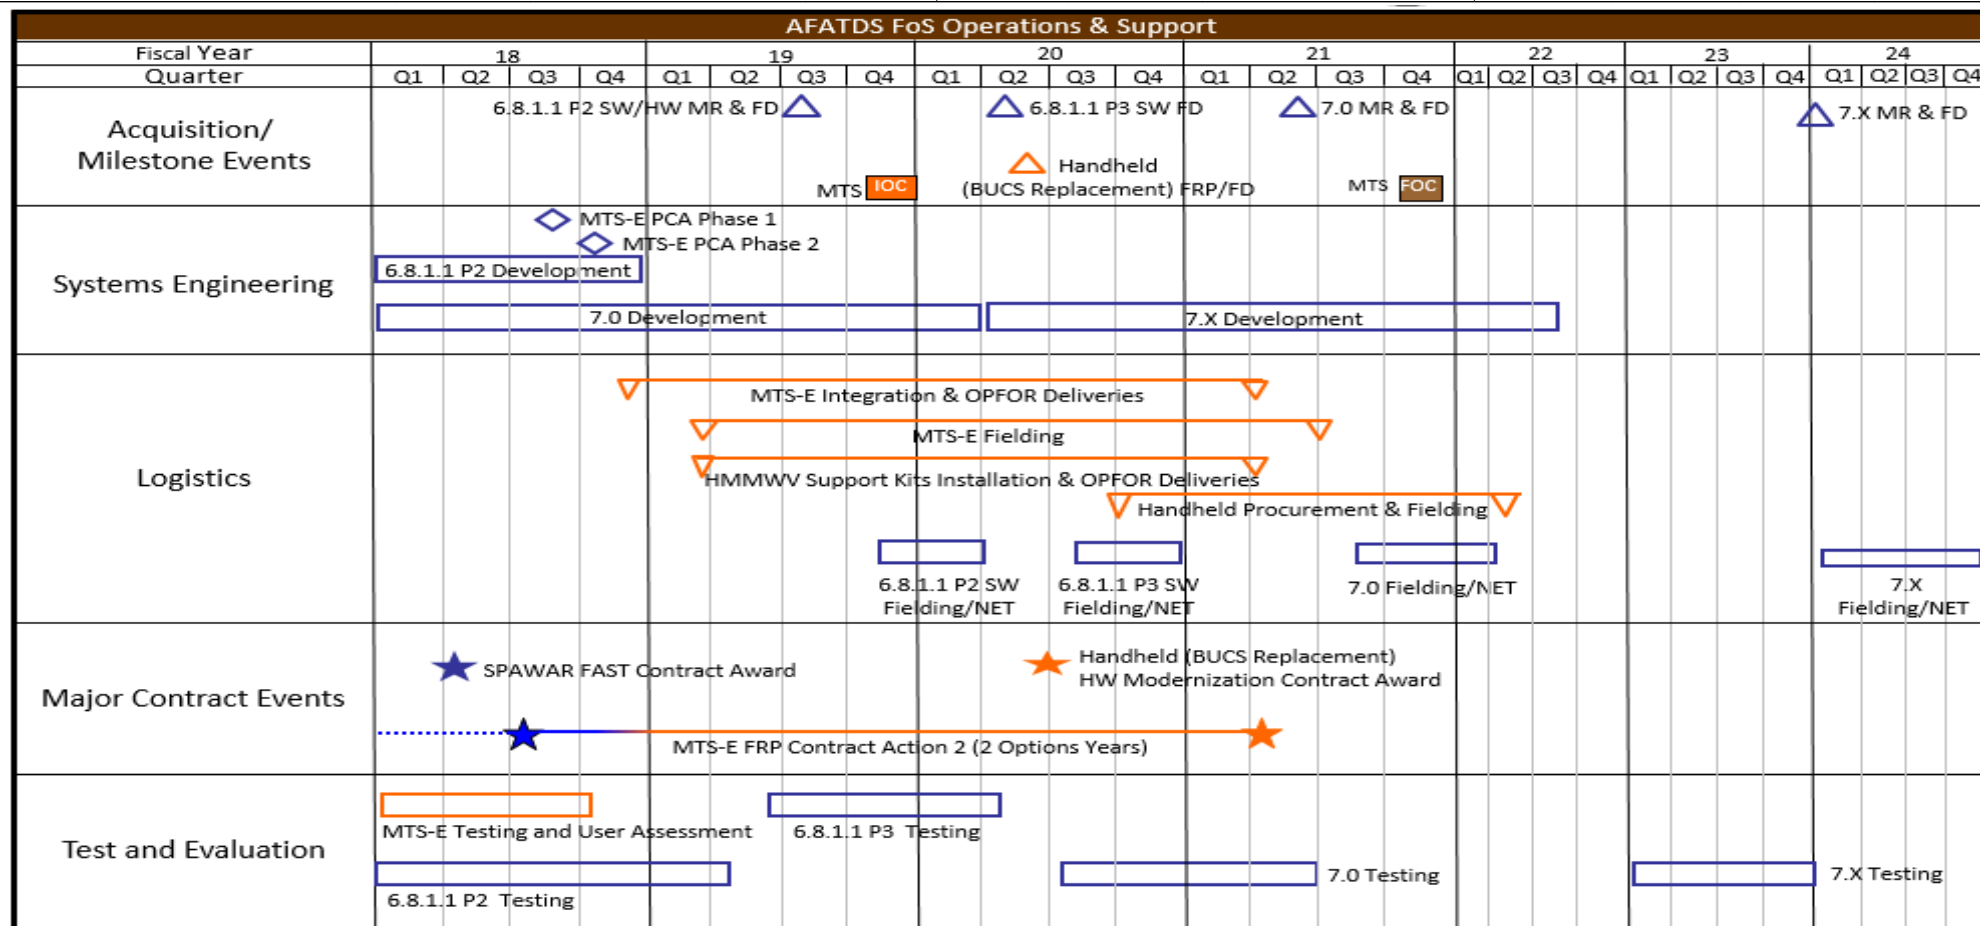 AFATDS FoS Operations & Support
Fiscal Year 18 19 20 21 22 23 24
Quarter Q1 Q2 Q3 Q4 Q1 Q2 Q3 Q4 Q1 Q2 Q3 Q4 Q1 Q2 Q3 Q4 Q1 Q2 Q3 Q4 Q1 Q2 Q3 Q4 Q1 Q2 Q3 Q4
Acquisition/
Milestone Events
6.8.1.1 P2 SW/HW MR & FD
6.8.1.1 P3 SW FD
7.0 MR & FD
7.X MR & FD
Handheld
(BUCS Replacement) FRP/FD
MTS IOC
MTS FOC
Systems Engineering
MTS-E PCA Phase 1
MTS-E PCA Phase 2
6.8.1.1 P2 Development
7.0 Development
7.X Development
Logistics
MTS-E Integration & OPFOR Deliveries
MTS-E Fielding
HMMWV Support Kits Installation & OPFOR Deliveries
Handheld Procurement & Fielding
6.8.1.1 P2 SW
Fielding/NET
6.8.1.1 P3 SW
Fielding/NET
7.0 Fielding/NET
7.X
Fielding/NET
Major Contract Events
SPAWAR FAST Contract Award
Handheld (BUCS Replacement)
HW Modernization Contract Award
MTS-E FRP Contract Action 2 (2 Options Years)
Test and Evaluation
MTS-E Testing and User Assessment
6.8.1.1 P3 Testing
6.8.1.1 P2 Testing
7.0 Testing
7.X Testing